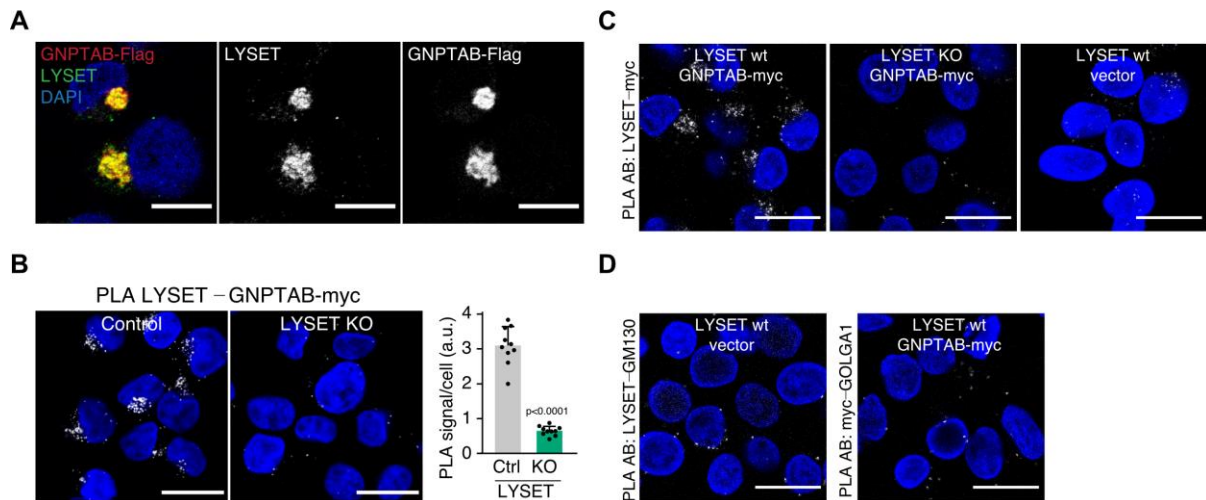 A
GNPTAB-Flag
LYSET
DAPI
LYSET
GNPTAB-Flag
B
PLA LYSET – GNPTAB-myc
Control
LYSET KO
PLA signal/cell (a.u.)
5
4
3
2
1
0
p<0.0001
Ctrl KO
LYSET
C
PLA AB: LYSET–myc
LYSET wt
GNPTAB-myc
LYSET KO
GNPTAB-myc
LYSET wt
vector
D
PLA AB: LYSET–GM130
LYSET wt
vector
PLA AB: myc–GOLGA1
LYSET wt
GNPTAB-myc